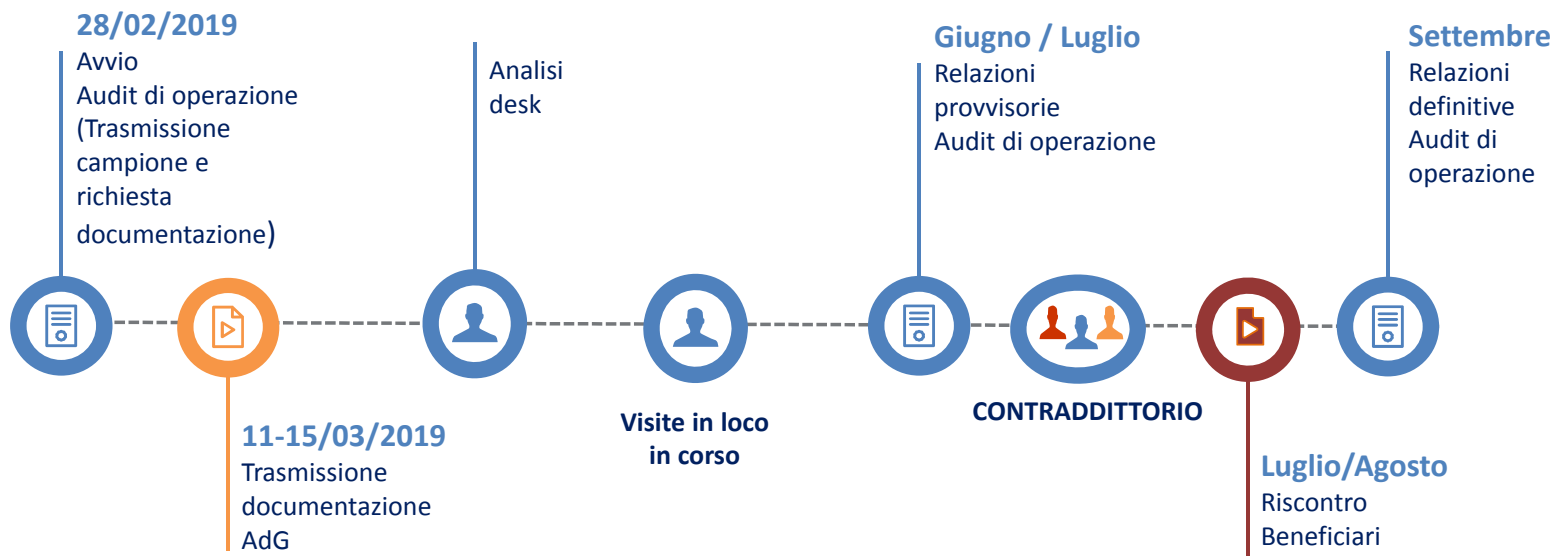 28/02/2019
Avvio
Audit di operazione
(Trasmissione
campione e
richiesta
documentazione)
11-15/03/2019
Trasmissione
documentazione
AdG
Analisi
desk
Visite in loco
in corso
Giugno / Luglio
Relazioni
provvisorie
Audit di operazione
CONTRADDITTORIO
Luglio/Agosto
Riscontro
Beneficiari
Settembre
Relazioni
definitive
Audit di
operazione